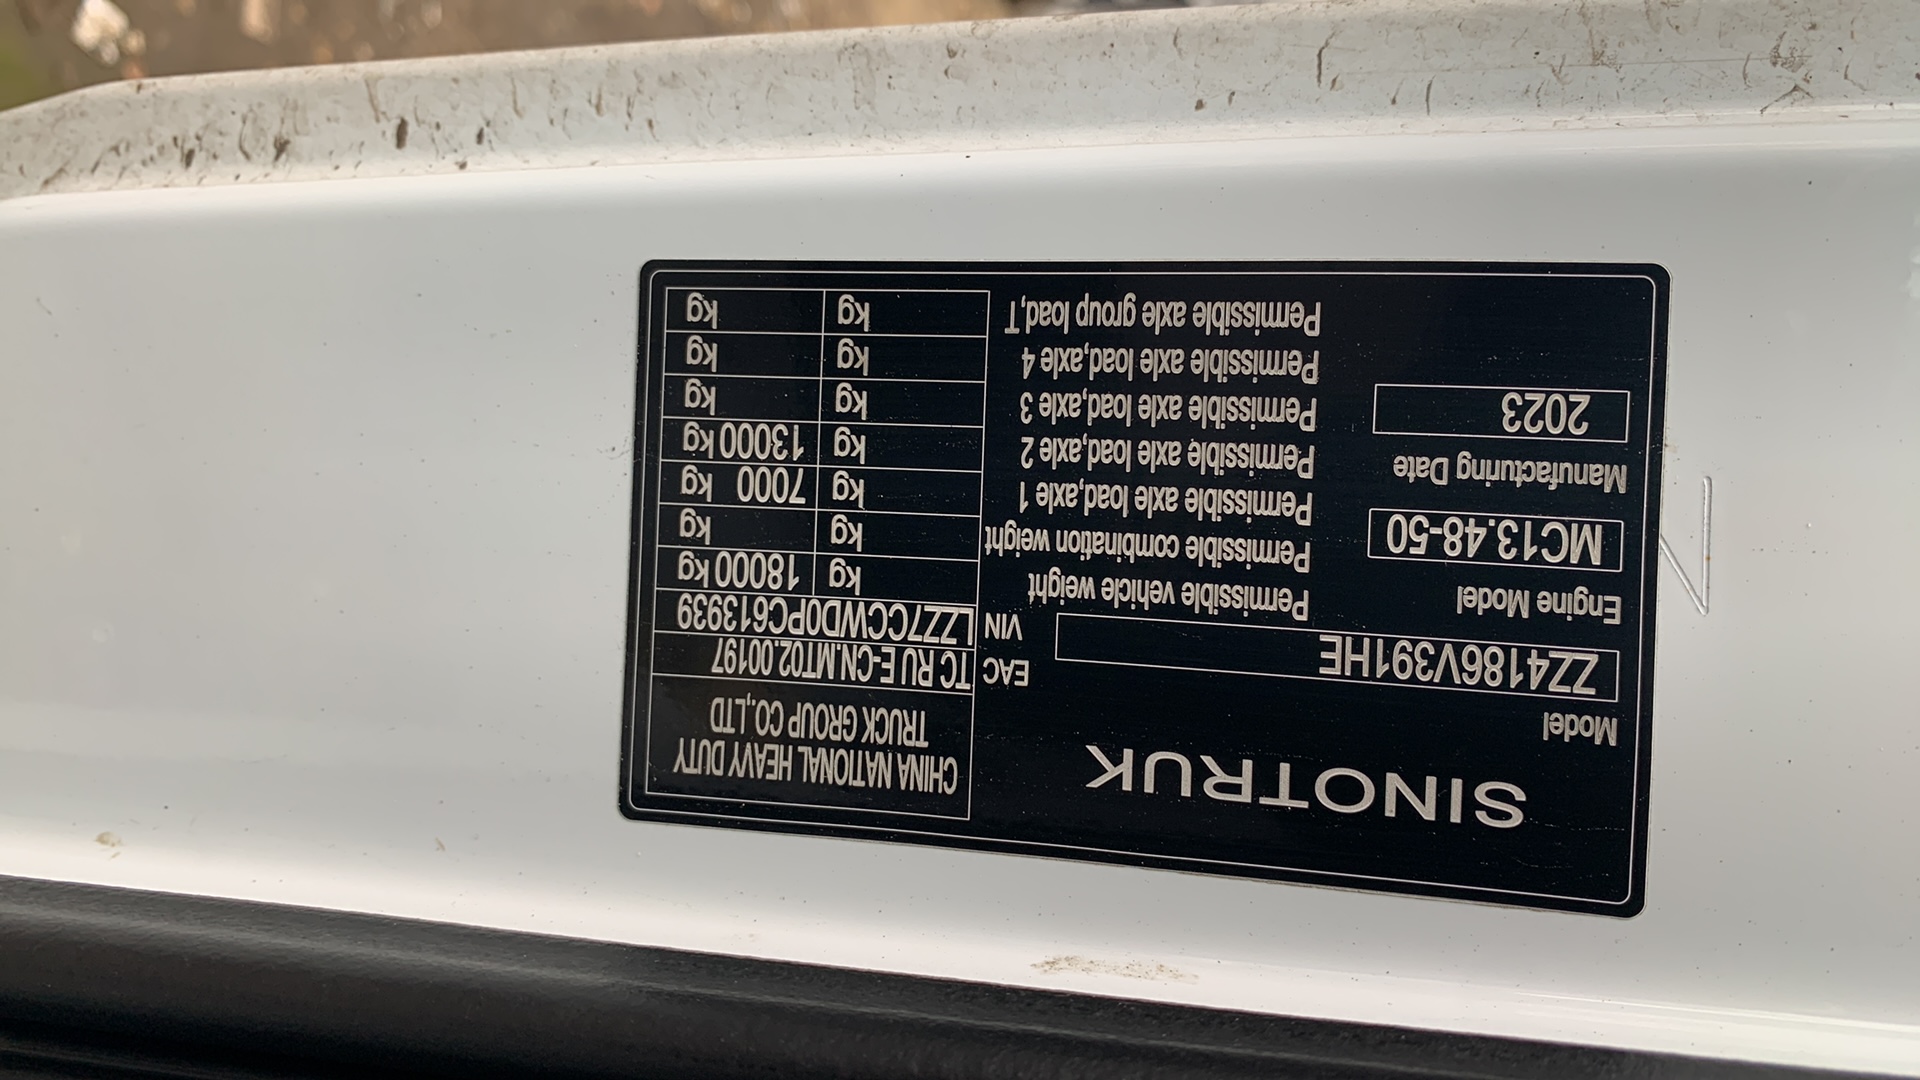 SINOTRUK
Model
ZZ4186V391HE
Engine Model
MC13.48-50
Manufacturing Date
2023
CHINA NATIONAL HEAVY DUTY
TRUCK GROUP CO.,LTD
EAC TC RU E-CN.MT02.00197
VIN LZZ7CCWD0PC613939
Permissible vehicle weight kg 18000 kg
Permissible combination weight kg kg
Permissible axle load,axle 1 kg 7000 kg
Permissible axle load,axle 2 kg 13000 kg
Permissible axle load,axle 3 kg kg
Permissible axle load,axle 4 kg kg
Permissible axle group load,T kg kg